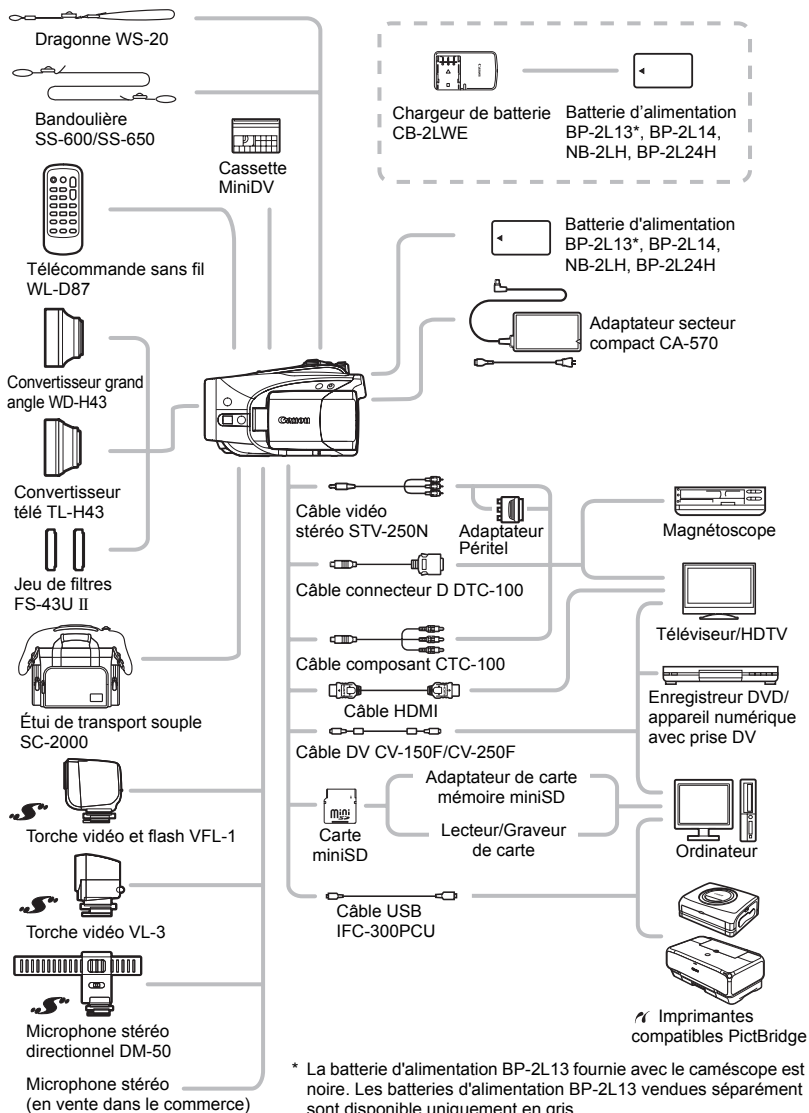 Dragonne WS-20
Bandoulière
SS-600/SS-650
Cassette
MiniDV
Télécommande sans fil
WL-D87
Convertisseur grand
angle WD-H43
Convertisseur
télé TL-H43
Jeu de filtres
FS-43U II
Étui de transport souple
SC-2000
Torche vidéo et flash VFL-1
Torche vidéo VL-3
Microphone stéréo
directionnel DM-50
Microphone stéréo
(en vente dans le commerce)
Canon
Chargeur de batterie
CB-2LWE
Canon
Batterie d'alimentation
BP-2L13*, BP-2L14,
NB-2LH, BP-2L24H
Batterie d'alimentation
BP-2L13*, BP-2L14,
NB-2LH, BP-2L24H
Adaptateur secteur
compact CA-570
Câble vidéo
stéréo STV-250N
Adaptateur
Péritel
Câble connecteur D DTC-100
Câble composant CTC-100
Câble HDMI
Câble DV CV-150F/CV-250F
mini
Carte
miniSD
Adaptateur de carte
mémoire miniSD
Lecteur/Graveur
de carte
Câble USB
IFC-300PCU
Magnétoscope
Téléviseur/HDTV
Enregistreur DVD/
appareil numérique
avec prise DV
Ordinateur
Imprimantes
compatibles PictBridge
* La batterie d'alimentation BP-2L13 fournie avec le caméscope est
noire. Les batteries d'alimentation BP-2L13 vendues séparément
sont disponible uniquement en gris.